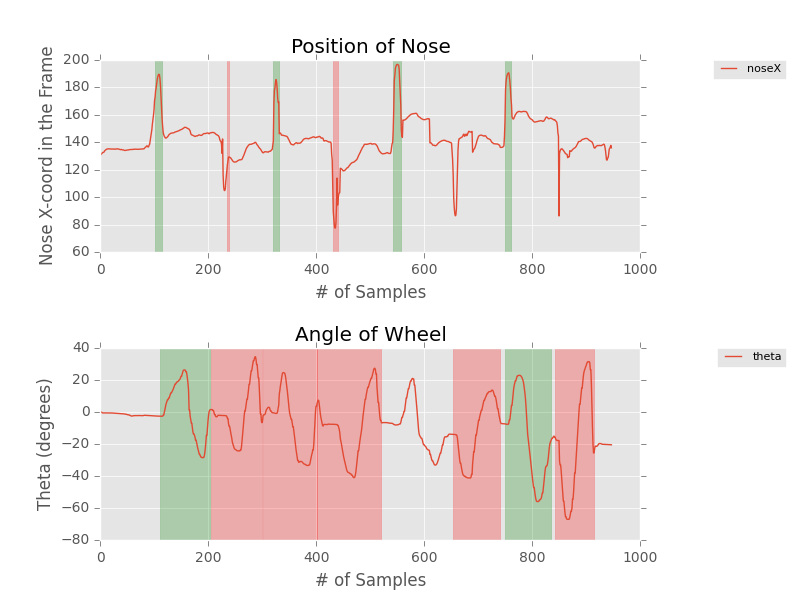 Position of Nose
Nose X-coord in the Frame
200
180
160
140
120
100
80
60
0 200 400 600 800 1000
# of Samples
noseX
Angle of Wheel
Theta (degrees)
40
20
0
−20
−40
−60
−80
0 200 400 600 800 1000
# of Samples
theta